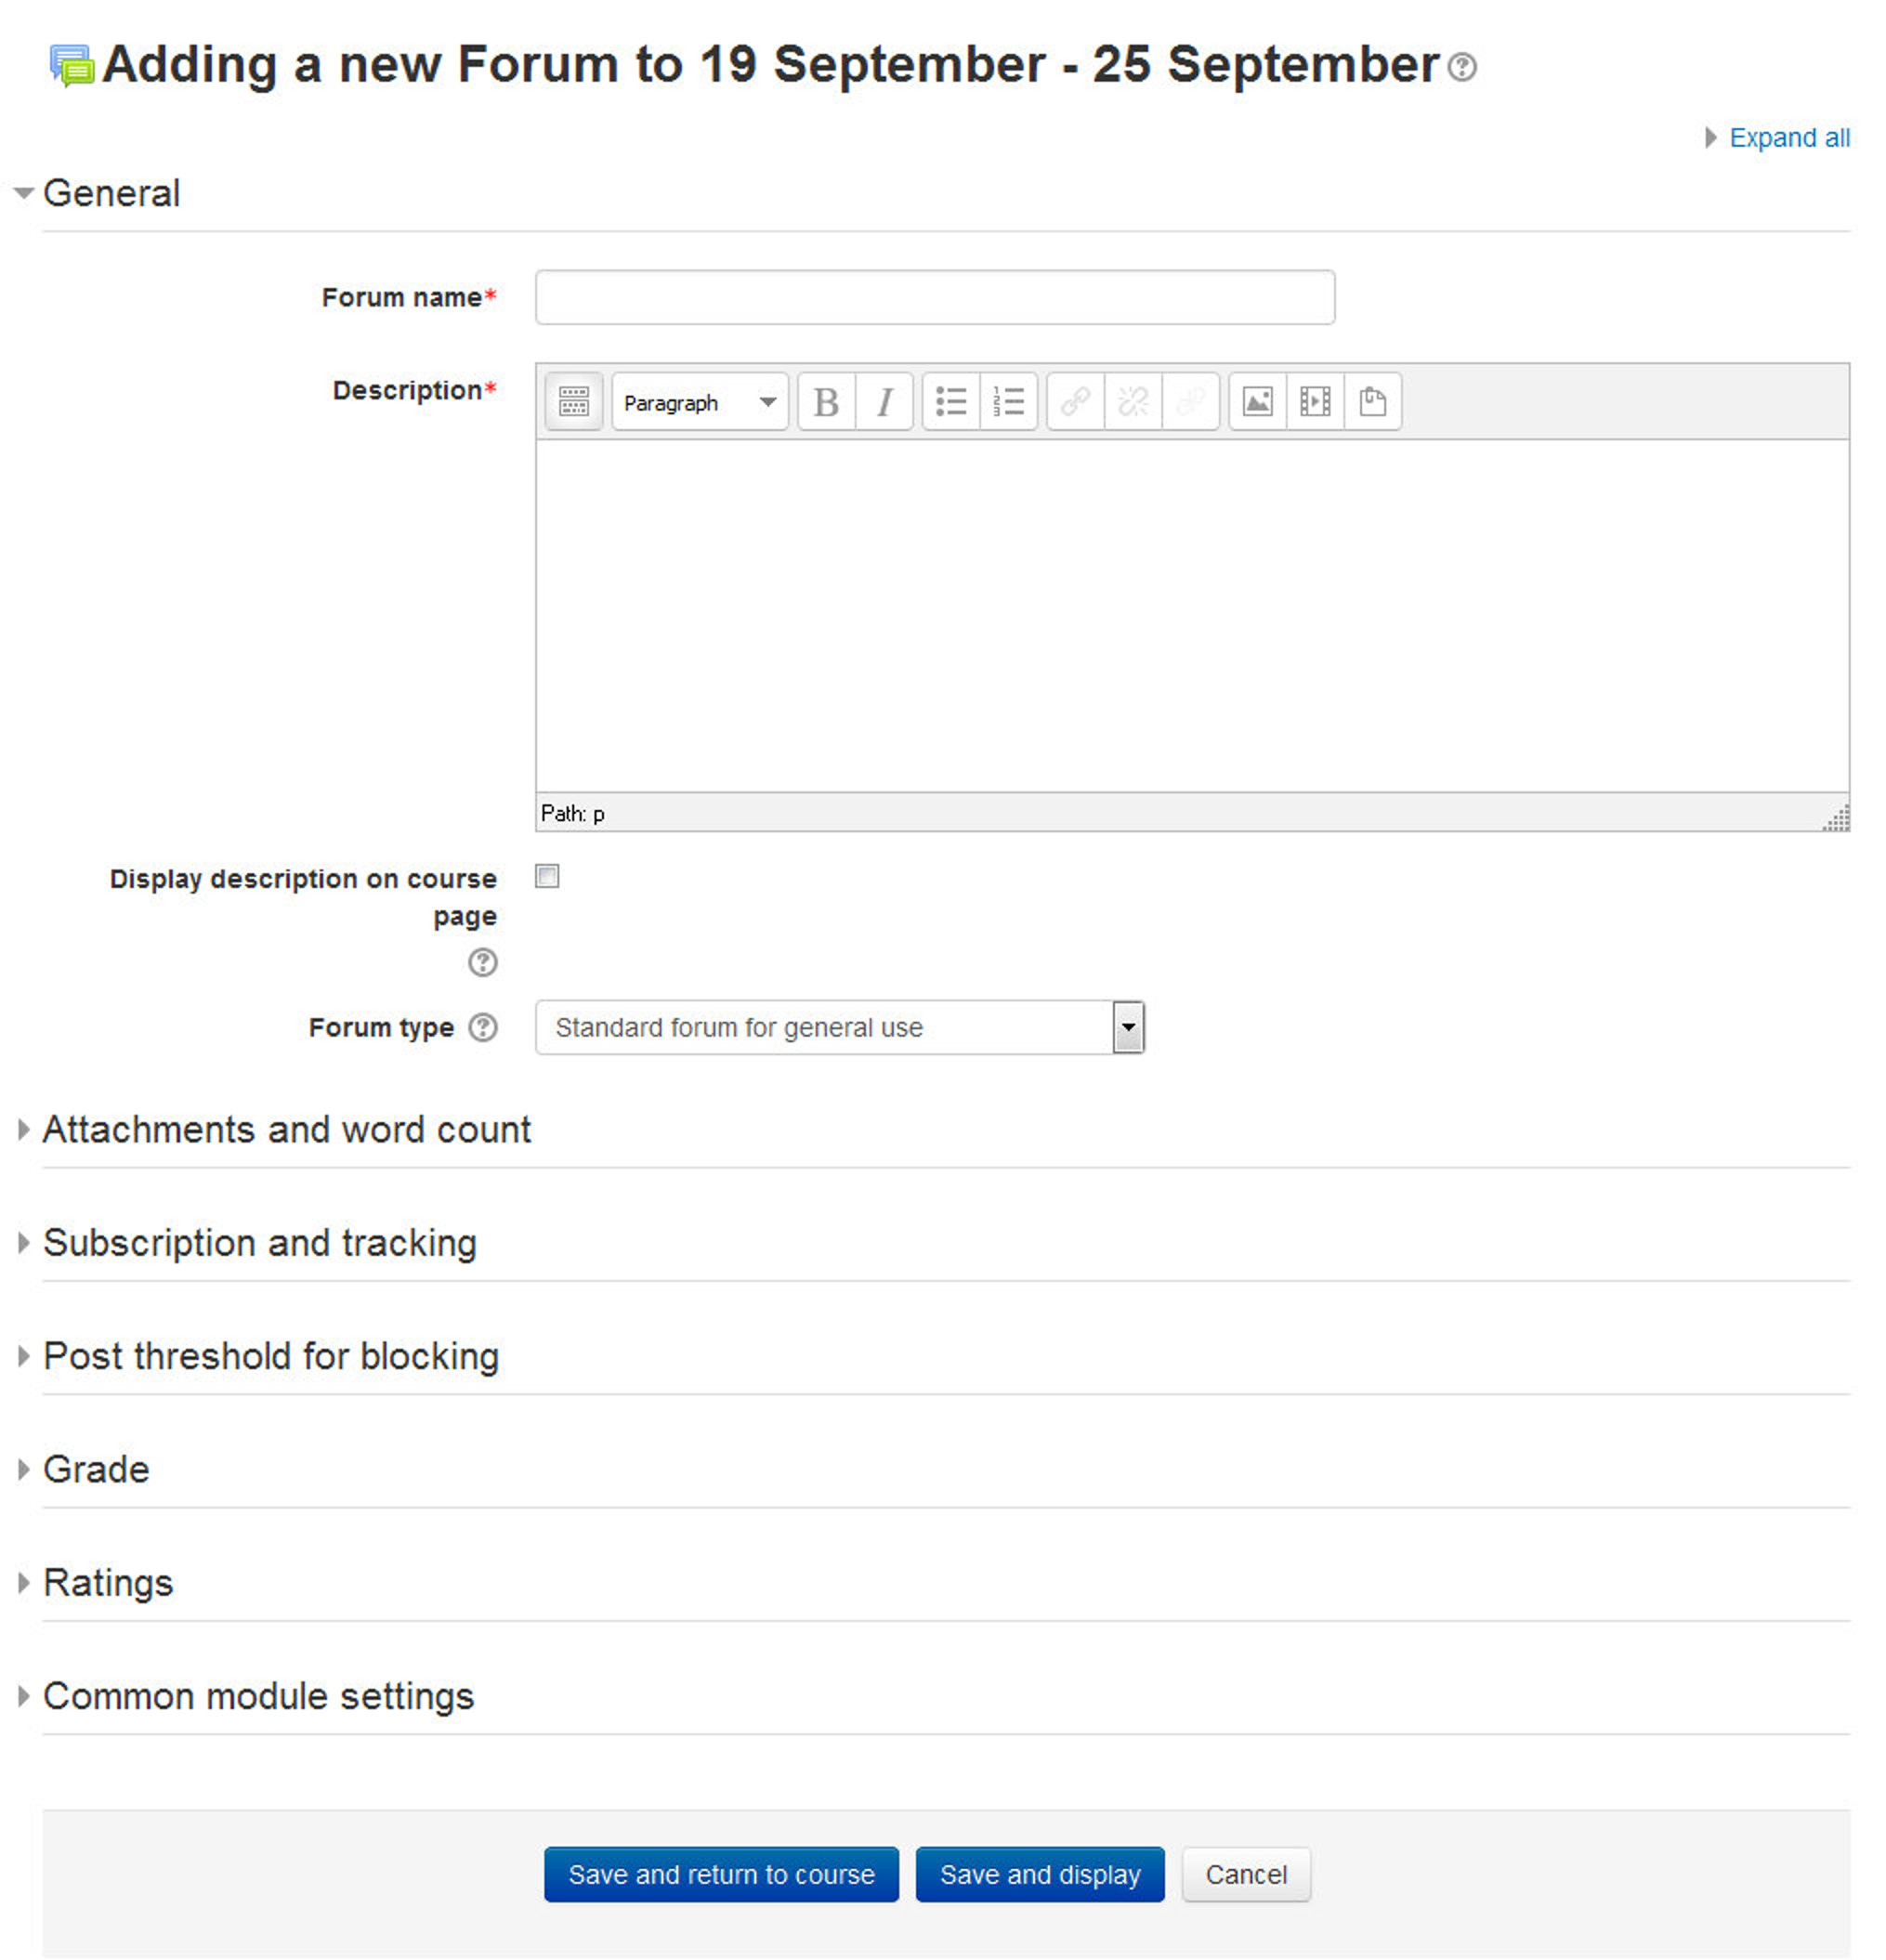 Adding a new Forum to 19 September - 25 September
Expand all
General
Forum name*
Description*
Paragraph
B I
Path: p
Display description on course
page
Forum type
Standard forum for general use
Attachments and word count
Subscription and tracking
Post threshold for blocking
Grade
Ratings
Common module settings
Save and return to course Save and display Cancel